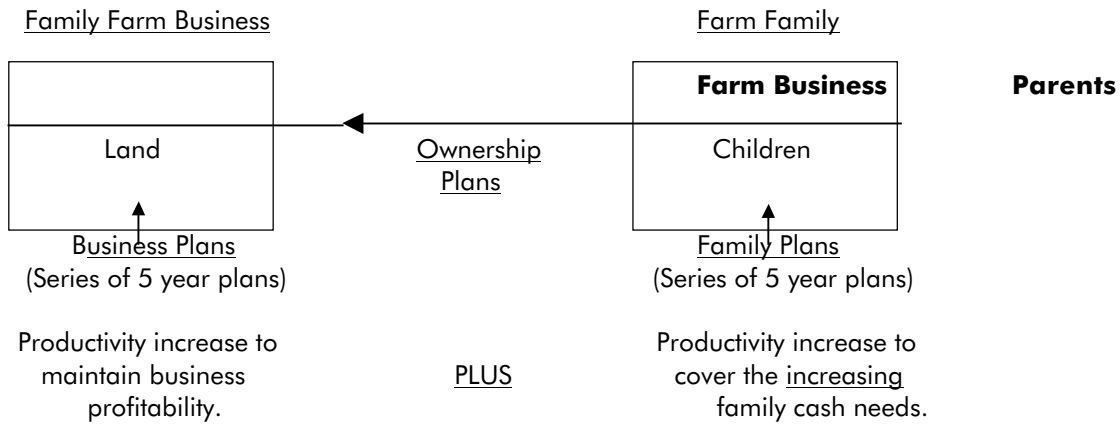 Family Farm Business Farm Family
Farm Business Parents
Land Ownership Children
Plans
Business Plans Family Plans
(Series of 5 year plans) (Series of 5 year plans)
Productivity increase to Productivity increase to
maintain business PLUS cover the increasing
profitability. family cash needs.